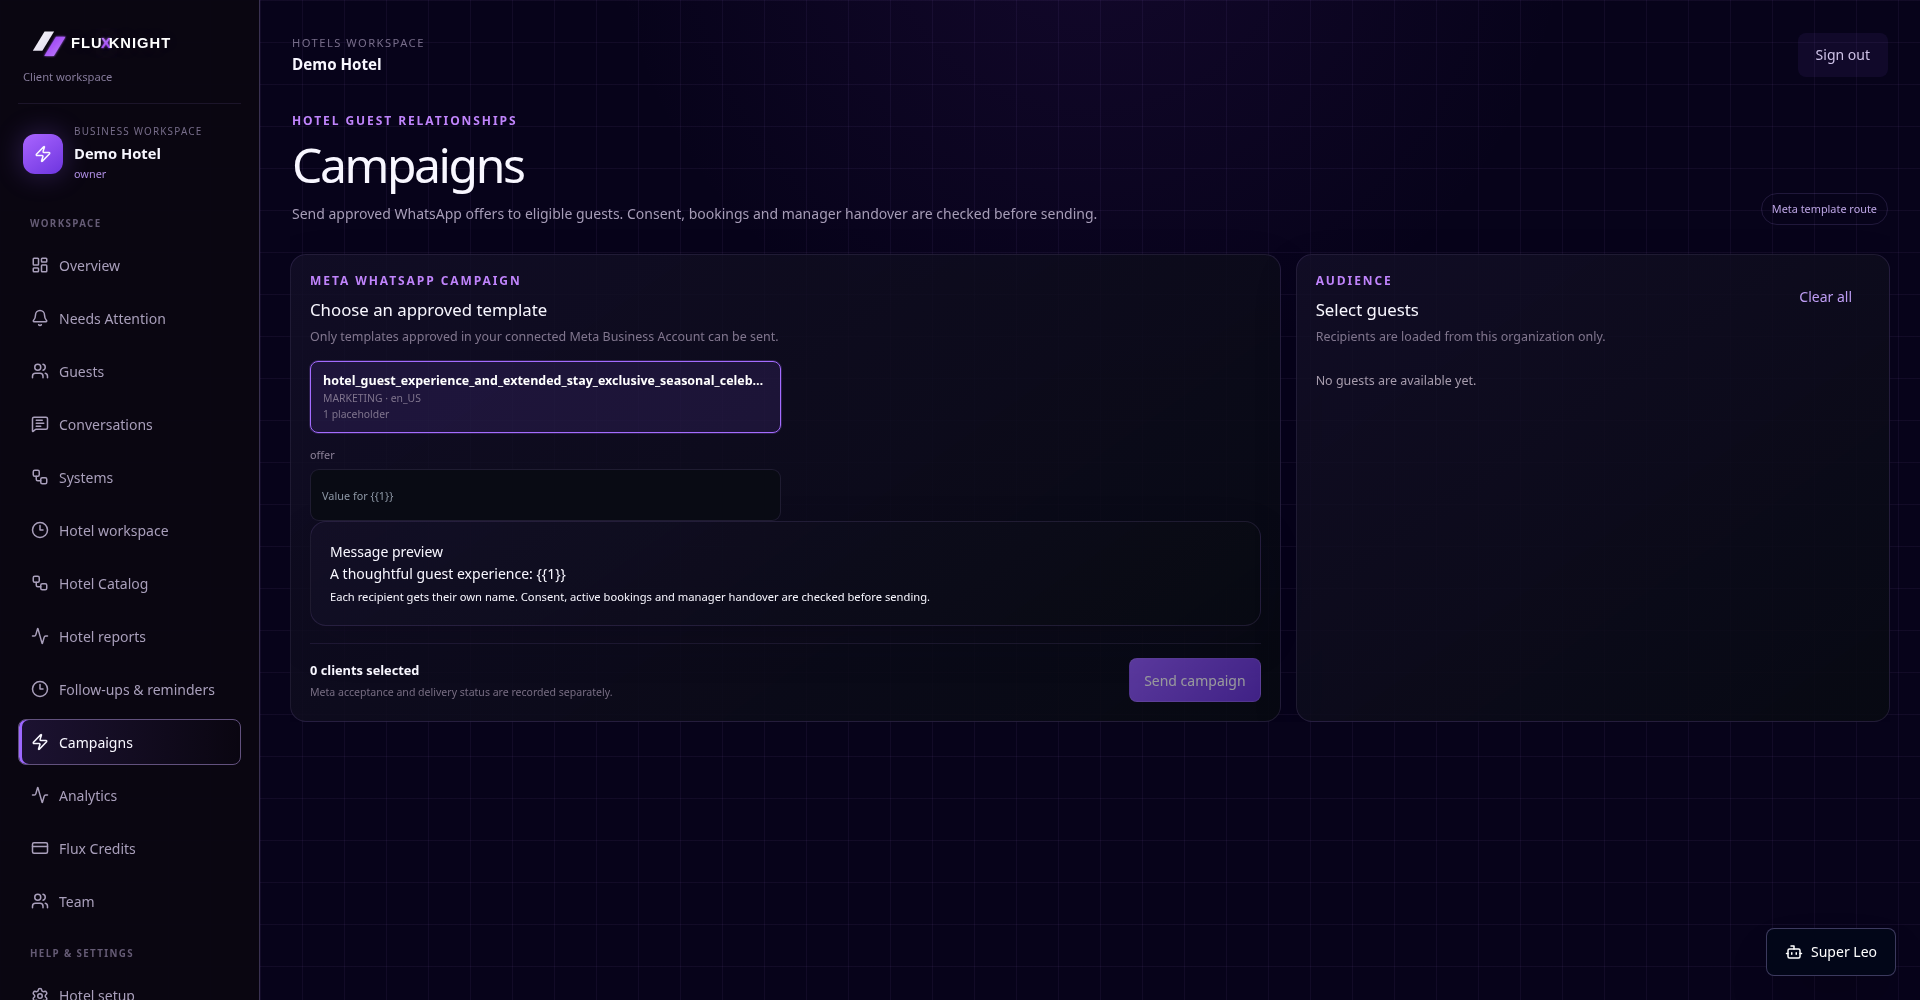 FLUXKNIGHT
Client workspace
BUSINESS WORKSPACE
Demo Hotel
owner
WORKSPACE
Overview
Needs Attention
Guests
Conversations
Systems
Hotel workspace
Hotel Catalog
Hotel reports
Follow-ups & reminders
Campaigns
Analytics
Flux Credits
Team
HELP & SETTINGS
Hotel setup
HOTELS WORKSPACE
Demo Hotel
Sign out
HOTEL GUEST RELATIONSHIPS
Campaigns
Send approved WhatsApp offers to eligible guests. Consent, bookings and manager handover are checked before sending.
Meta template route
META WHATSAPP CAMPAIGN
Choose an approved template
Only templates approved in your connected Meta Business Account can be sent.
hotel_guest_experience_and_extended_stay_exclusive_seasonal_celeb...
MARKETING · en_US
1 placeholder
offer
Value for {{1}}
Message preview
A thoughtful guest experience: {{1}}
Each recipient gets their own name. Consent, active bookings and manager handover are checked before sending.
0 clients selected
Meta acceptance and delivery status are recorded separately.
Send campaign
AUDIENCE
Select guests
Clear all
Recipients are loaded from this organization only.
No guests are available yet.
Super Leo